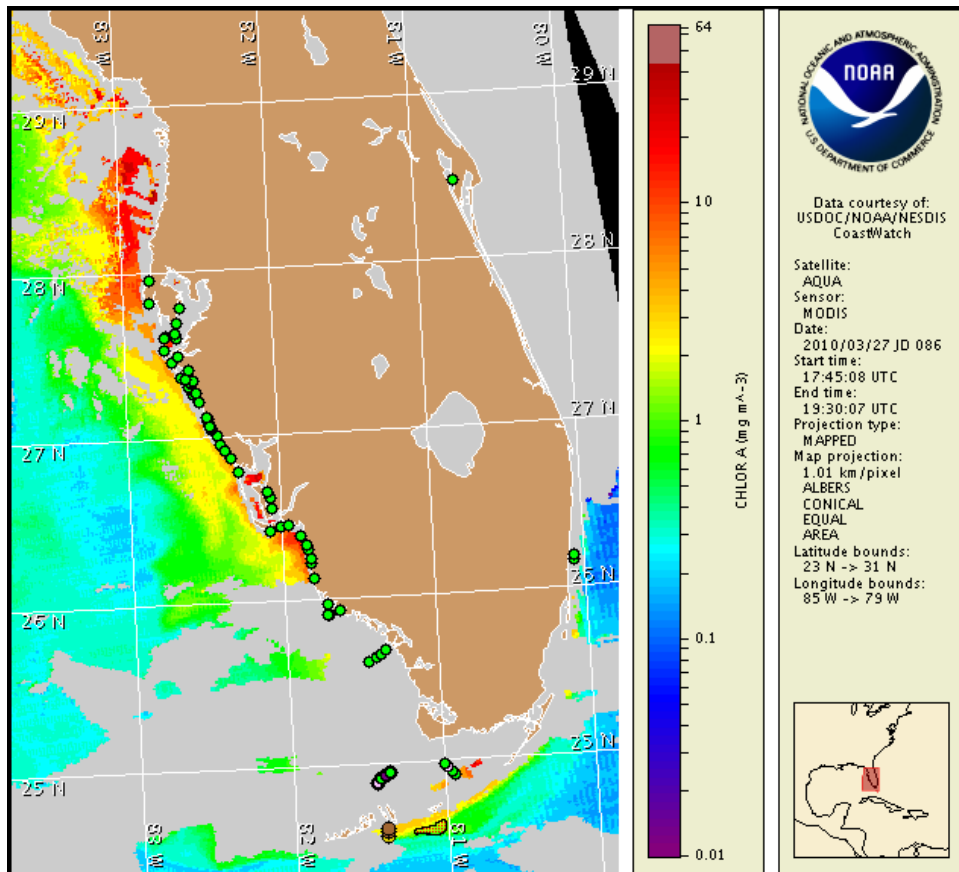 83 W
82 W
81 W
80 W
29 N
29 N
28 N
28 N
27 N
27 N
26 N
26 N
25 N
25 N
83 W
82 W
81 W
64
10
1
0.1
0.01
CHLOR A (mg m^-3)
NATIONAL OCEANIC AND ATMOSPHERIC ADMINISTRATION
NOAA
U.S. DEPARTMENT OF COMMERCE
Data courtesy of:
USDOC/NOAA/NESDIS
CoastWatch
Satellite:
AQUA
Sensor:
MODIS
Date:
2010/03/27 JD 086
Start time:
17:45:08 UTC
End time:
19:30:07 UTC
Projection type:
MAPPED
Map projection:
1.01 km/pixel
ALBERS
CONICAL
EQUAL
AREA
Latitude bounds:
23 N -> 31 N
Longitude bounds:
85 W -> 79 W